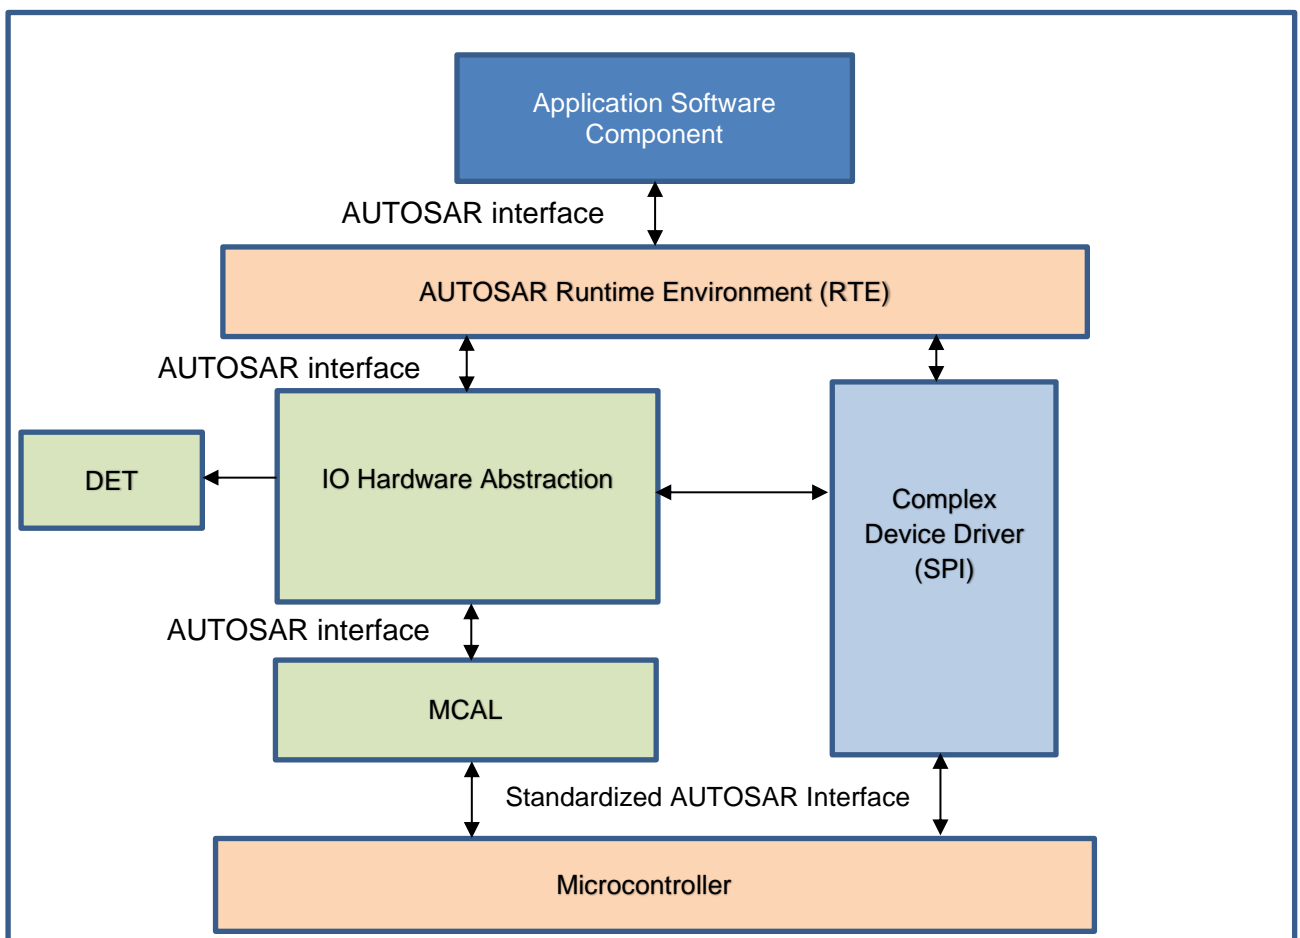 Application Software
Component
AUTOSAR interface
AUTOSAR Runtime Environment (RTE)
AUTOSAR interface
DET
IO Hardware Abstraction
Complex
Device Driver
(SPI)
AUTOSAR interface
MCAL
Standardized AUTOSAR Interface
Microcontroller